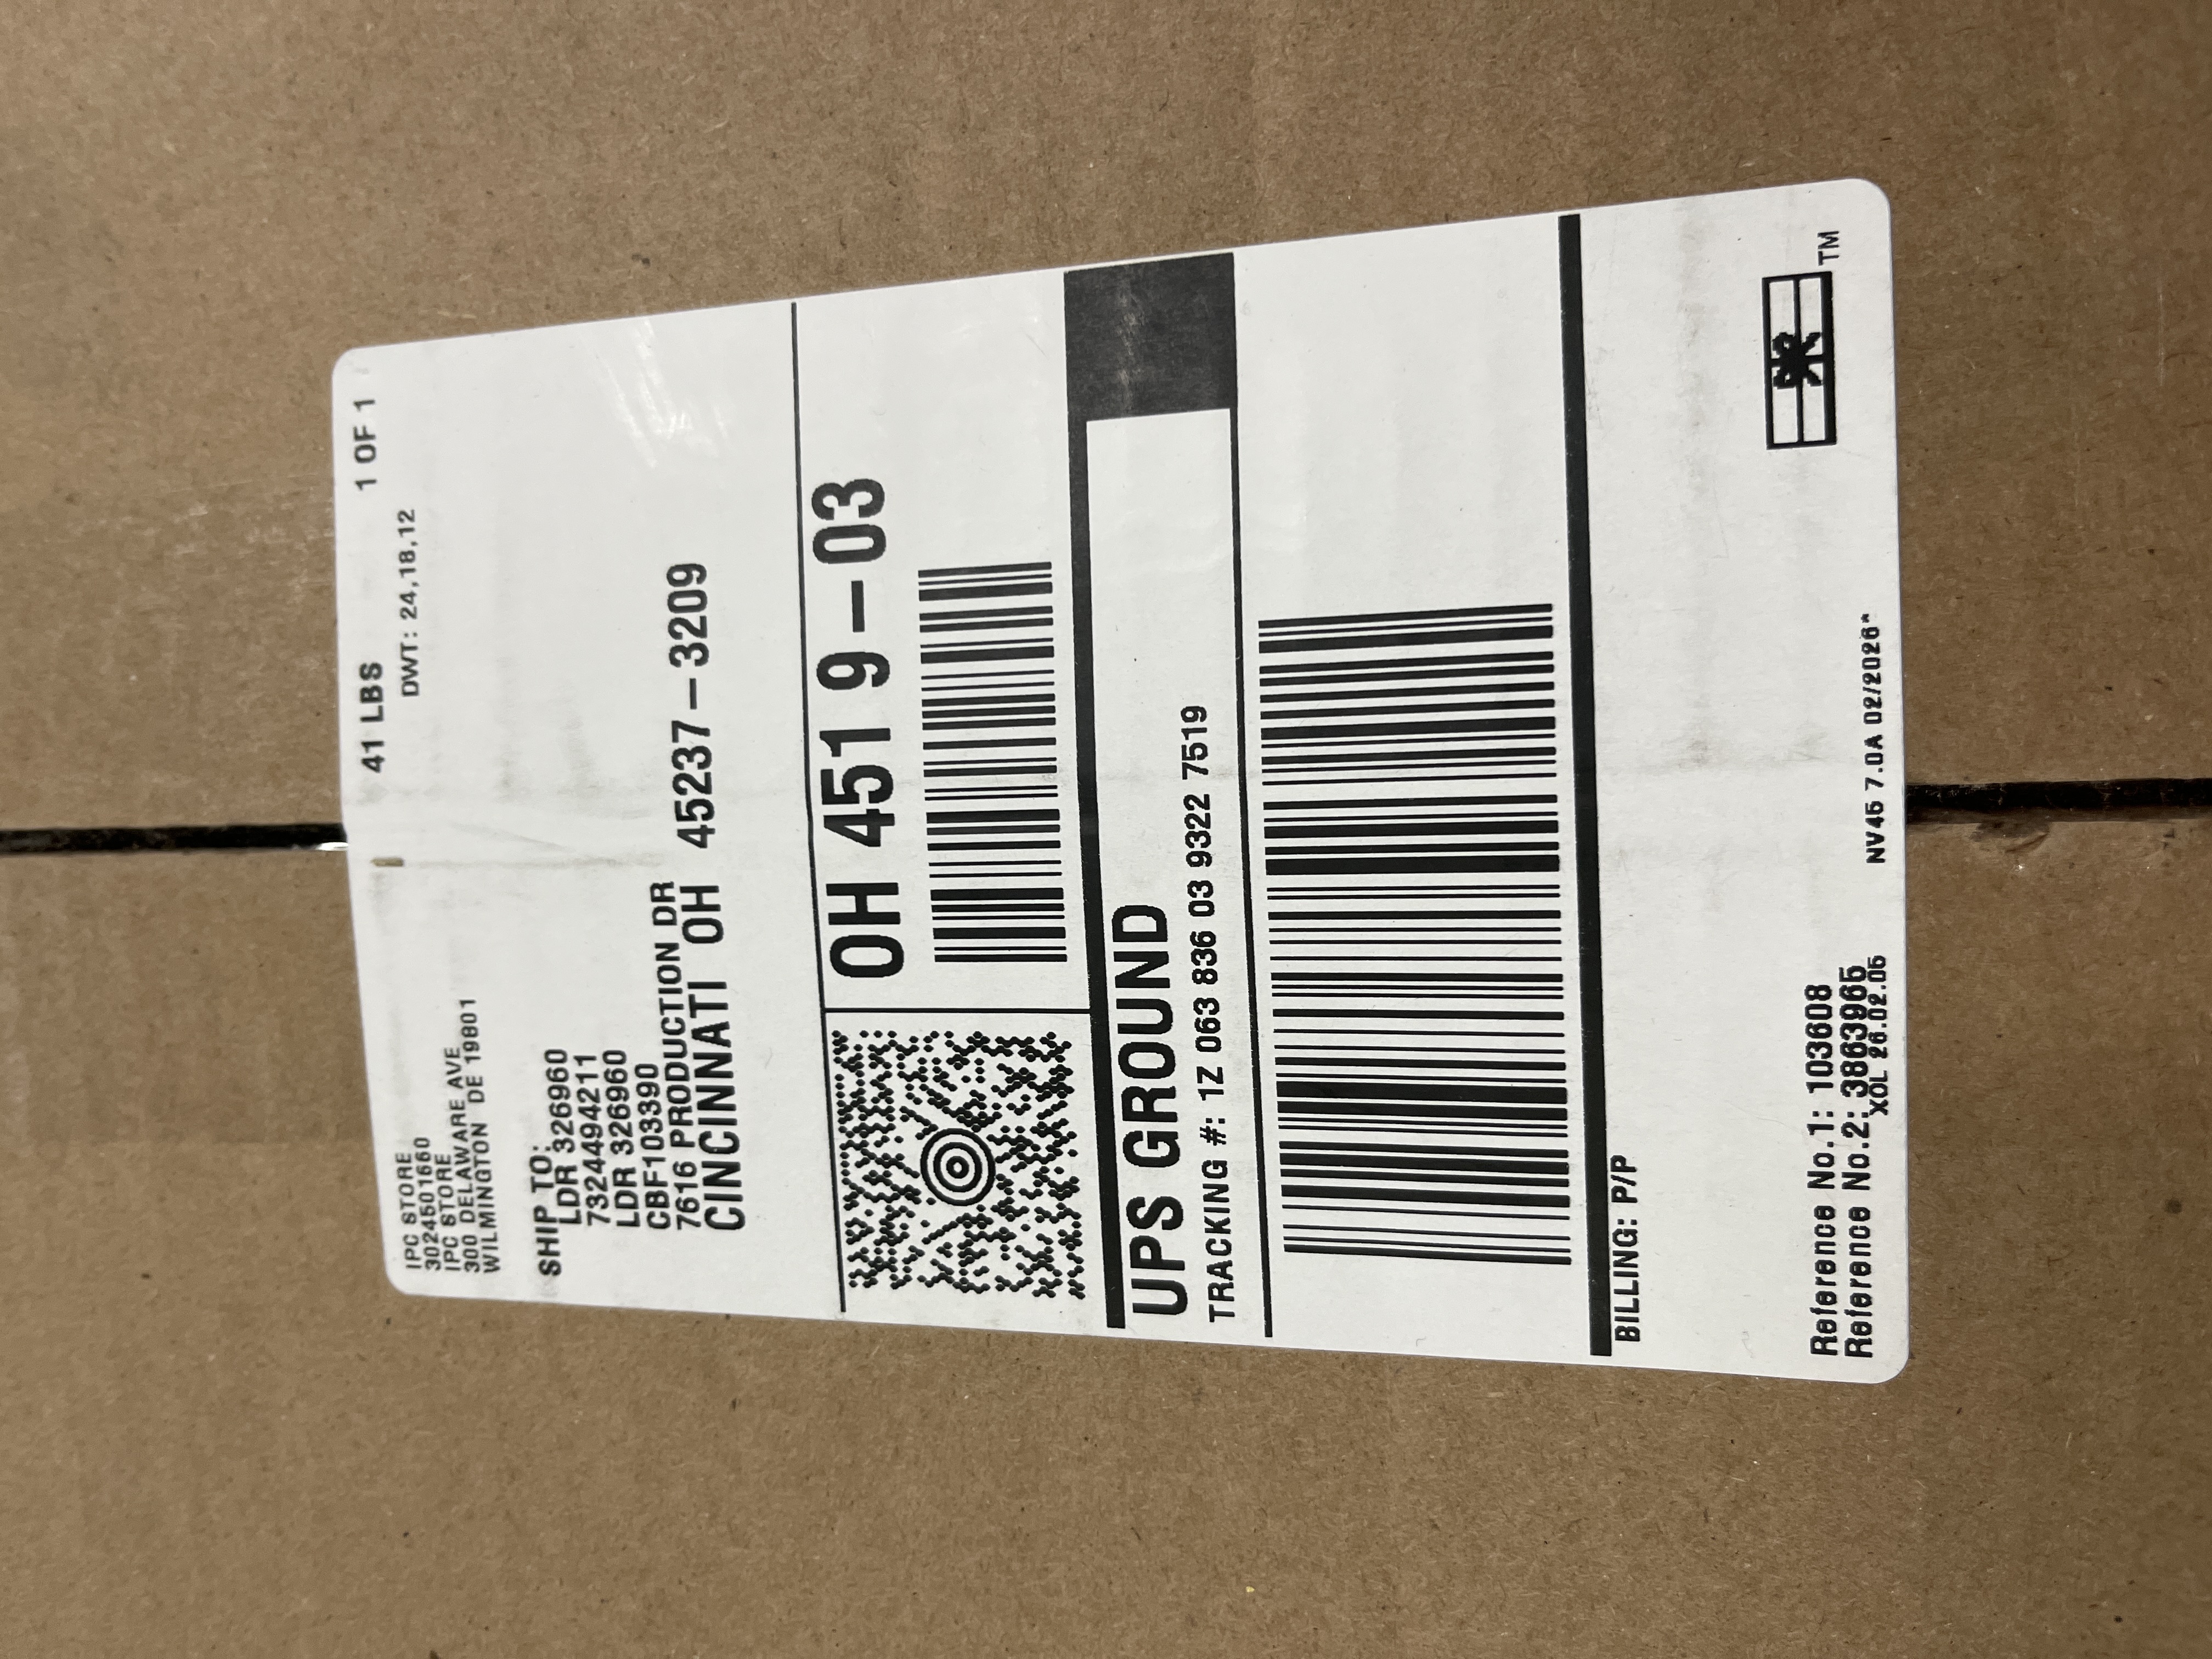 IPC STORE
3024501660
IPC STORE
300 DELAWARE AVE
WILMINGTON DE 19801
41 LBS 1 OF 1
DWT: 24,18,12
SHIP TO:
LDR 326960
7324494211
LDR 326960
CBF103390
7616 PRODUCTION DR
CINCINNATI OH 45237-3209
OH 451 9-03
UPS GROUND
TRACKING #: 1Z 063 836 03 9322 7519
BILLING: P/P
Reference No.1: 103608
Reference No.2: 3863965
XOL 26.02.05 NV45 7.0A 02/2026*
TM